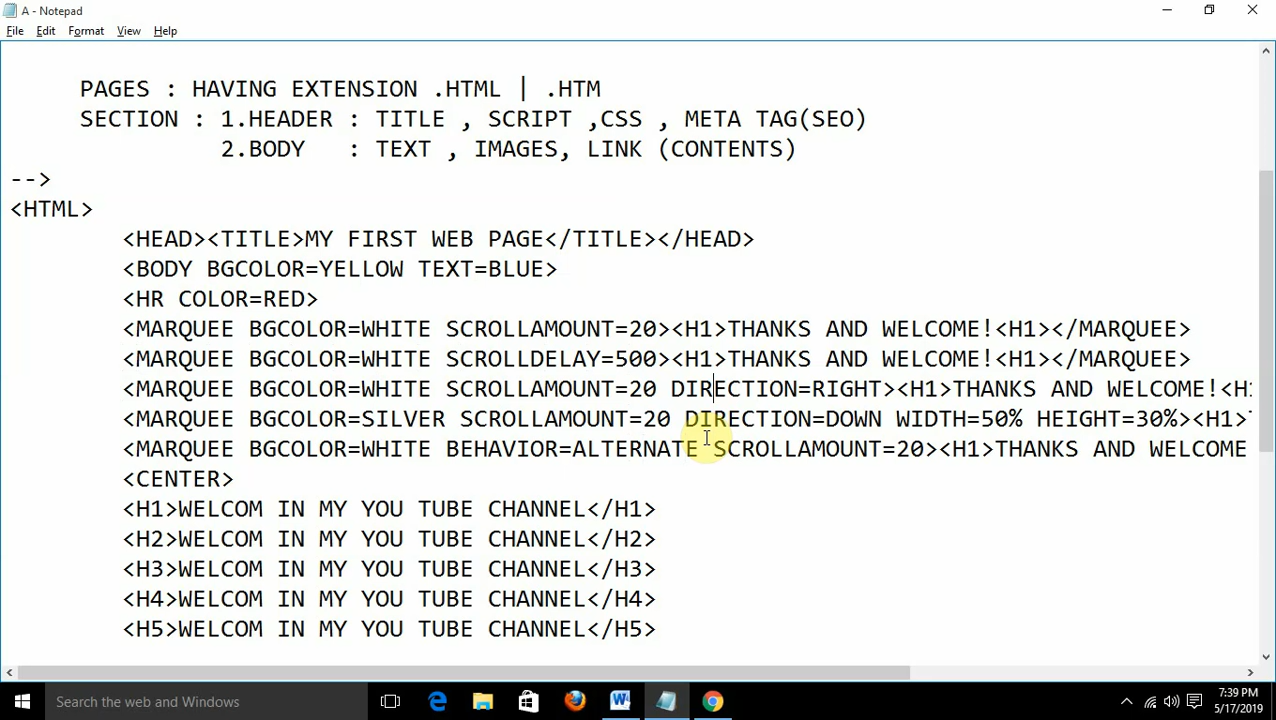 A - Notepad
File Edit Format View Help
PAGES : HAVING EXTENSION .HTML | .HTM
SECTION : 1.HEADER : TITLE , SCRIPT ,CSS , META TAG(SEO)
2.BODY : TEXT , IMAGES, LINK (CONTENTS)
-->
<HTML>
<HEAD><TITLE>MY FIRST WEB PAGE</TITLE></HEAD>
<BODY BGCOLOR=YELLOW TEXT=BLUE>
<HR COLOR=RED>
<MARQUEE BGCOLOR=WHITE SCROLLAMOUNT=20><H1>THANKS AND WELCOME!<H1></MARQUEE>
<MARQUEE BGCOLOR=WHITE SCROLLDELAY=500><H1>THANKS AND WELCOME!<H1></MARQUEE>
<MARQUEE BGCOLOR=WHITE SCROLLAMOUNT=20 DIRECTION=RIGHT><H1>THANKS AND WELCOME!<H1
<MARQUEE BGCOLOR=SILVER SCROLLAMOUNT=20 DIRECTION=DOWN WIDTH=50% HEIGHT=30%><H1>
<MARQUEE BGCOLOR=WHITE BEHAVIOR=ALTERNATE SCROLLAMOUNT=20><H1>THANKS AND WELCOME
<CENTER>
<H1>WELCOM IN MY YOU TUBE CHANNEL</H1>
<H2>WELCOM IN MY YOU TUBE CHANNEL</H2>
<H3>WELCOM IN MY YOU TUBE CHANNEL</H3>
<H4>WELCOM IN MY YOU TUBE CHANNEL</H4>
<H5>WELCOM IN MY YOU TUBE CHANNEL</H5>
Search the web and Windows
7:39 PM
5/17/2019